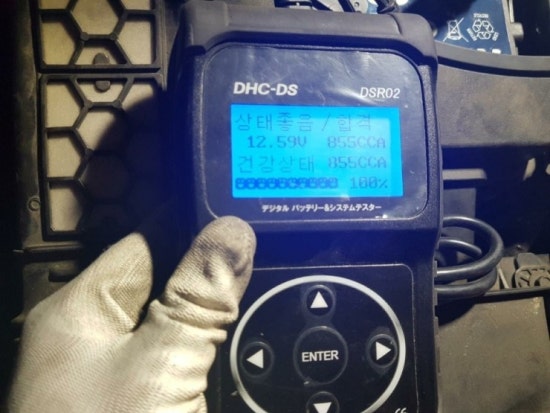 DHC-DS DSR02
상태좋음/합격
12.59V 855CCA
건강상태 855CCA
100%
デジタル バッテリー&システムテスター
ENTER